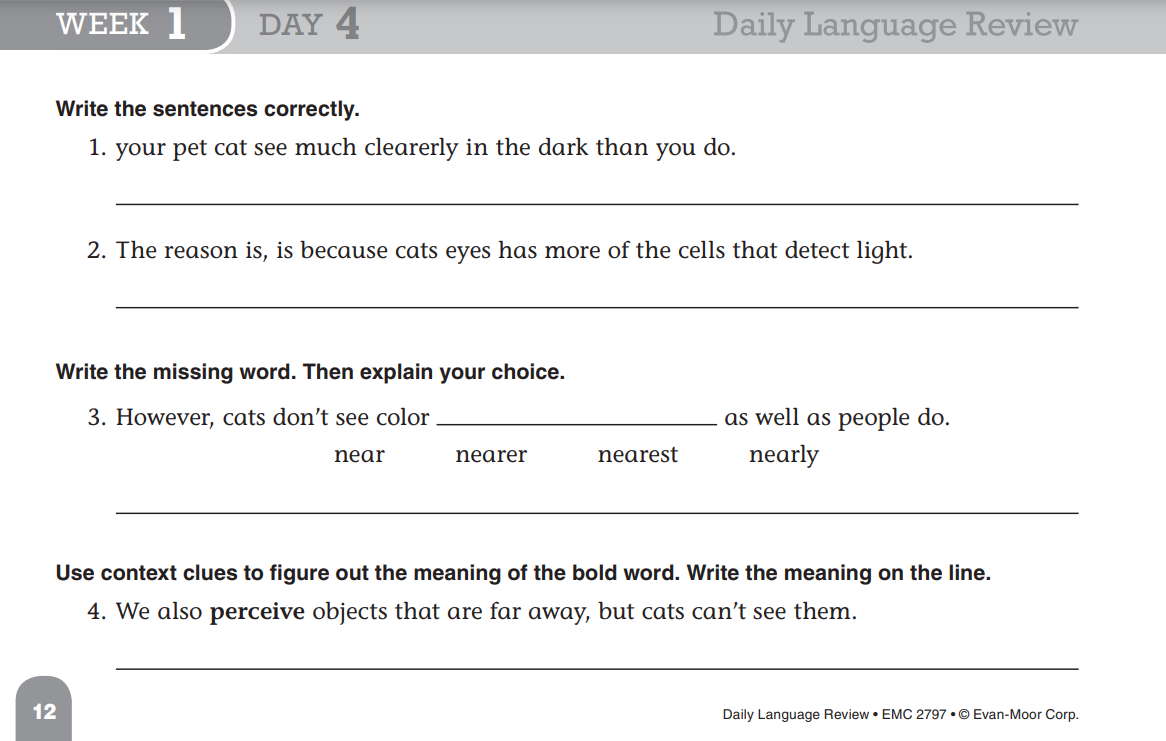 WEEK 1 DAY 4 Daily Language Review
Write the sentences correctly.
1. your pet cat see much clearerly in the dark than you do.
2. The reason is, is because cats eyes has more of the cells that detect light.
Write the missing word. Then explain your choice.
3. However, cats don't see color ______ as well as people do.
near nearer nearest nearly
Use context clues to figure out the meaning of the bold word. Write the meaning on the line.
4. We also perceive objects that are far away, but cats can't see them.
12 Daily Language Review • EMC 2797 • © Evan-Moor Corp.